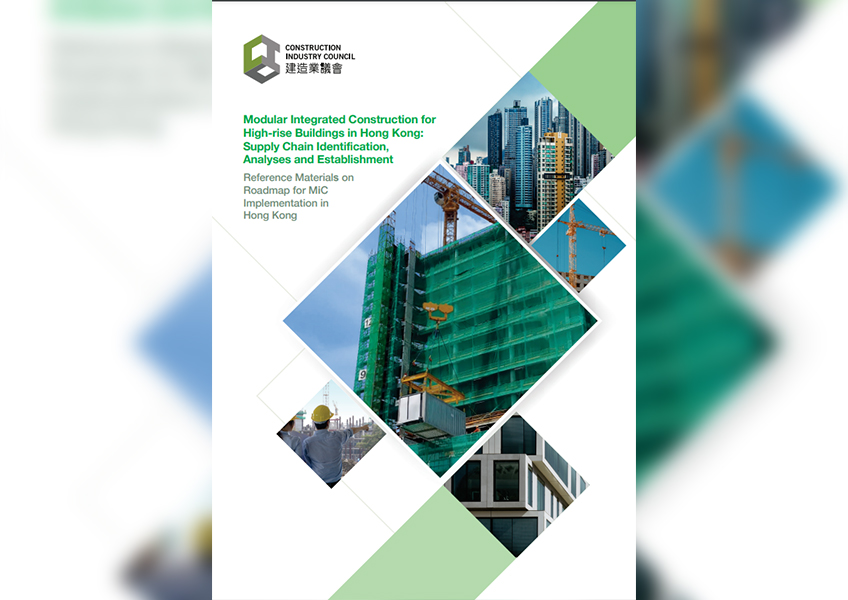 CONSTRUCTION
INDUSTRY COUNCIL
建造業議會
Modular Integrated Construction for
High-rise Buildings in Hong Kong:
Supply Chain Identification,
Analyses and Establishment
Reference Materials on
Roadmap for MiC
Implementation in
Hong Kong
9